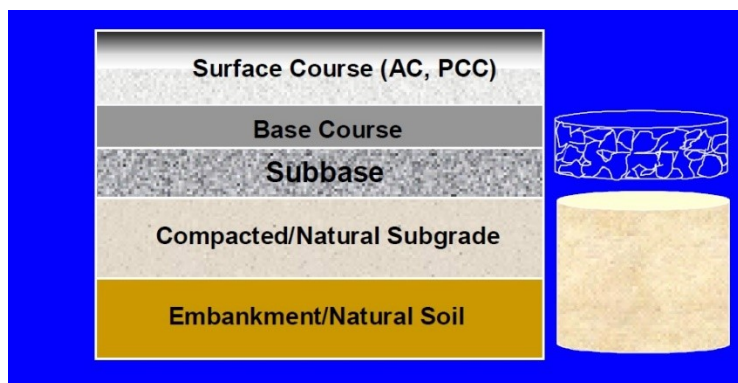 Surface Course (AC, PCC)
Base Course
Subbase
Compacted/Natural Subgrade
Embankment/Natural Soil